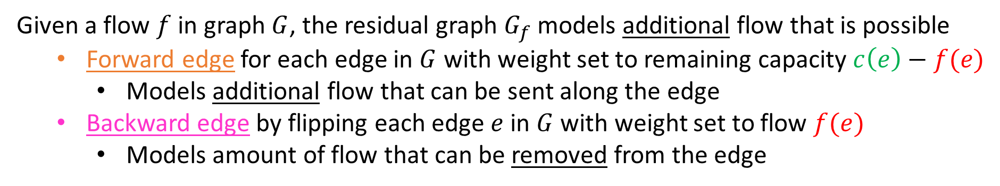 Given a flow f in graph G, the residual graph G_f models additional flow that is possible
• Forward edge for each edge in G with weight set to remaining capacity c(e) − f(e)
• Models additional flow that can be sent along the edge
• Backward edge by flipping each edge e in G with weight set to flow f(e)
• Models amount of flow that can be removed from the edge